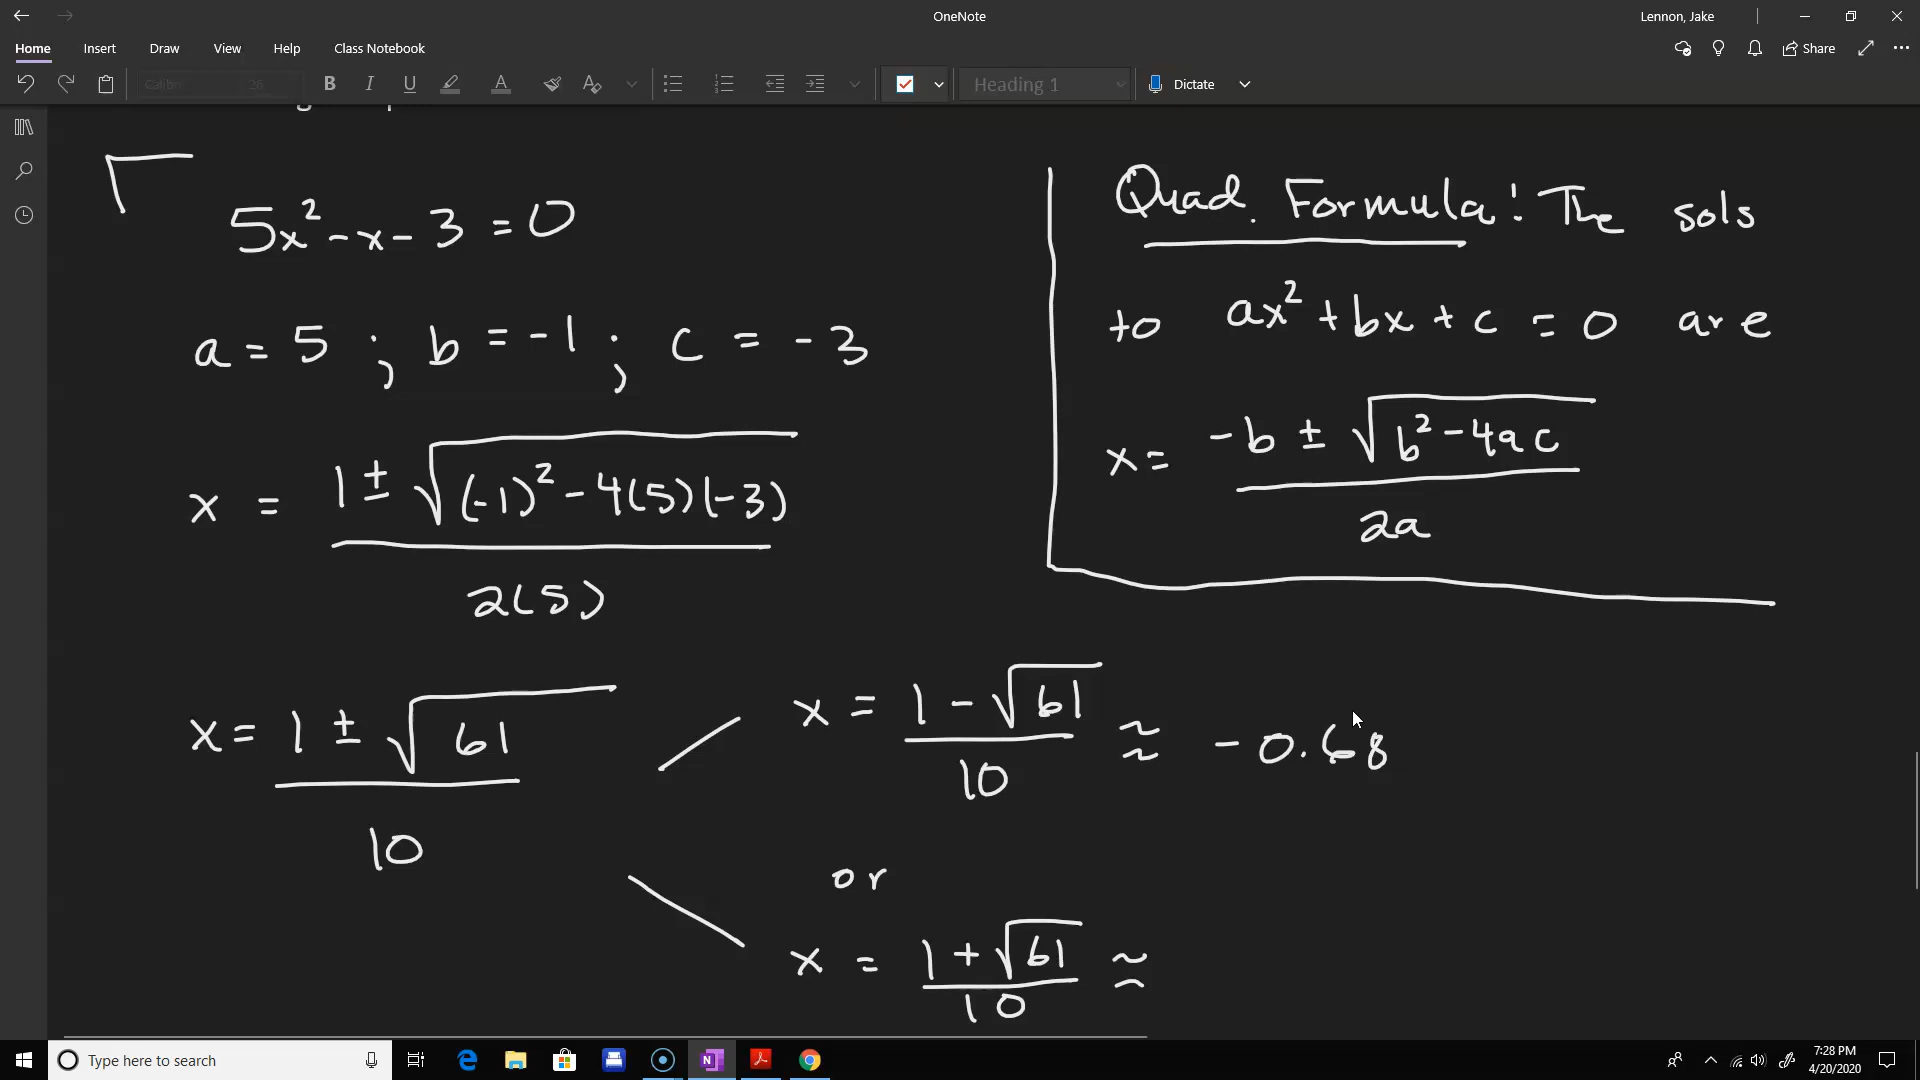 OneNote
Lennon, Jake
Home Insert Draw View Help Class Notebook
Share
Calibri 26
B I U A A
Heading 1
Dictate
5x² - x - 3 = 0
a = 5 ; b = -1 ; c = -3
x = 1 ± √(-1)² - 4(5)(-3)
2(5)
Quad. Formula: The sols
to ax² + bx + c = 0 are
x = -b ± √b² - 4ac
2a
x = 1 ± √61
10
x = 1 - √61
10
≈ -0.68
or
x = 1 + √61
10
≈
Type here to search
7:28 PM
4/20/2020